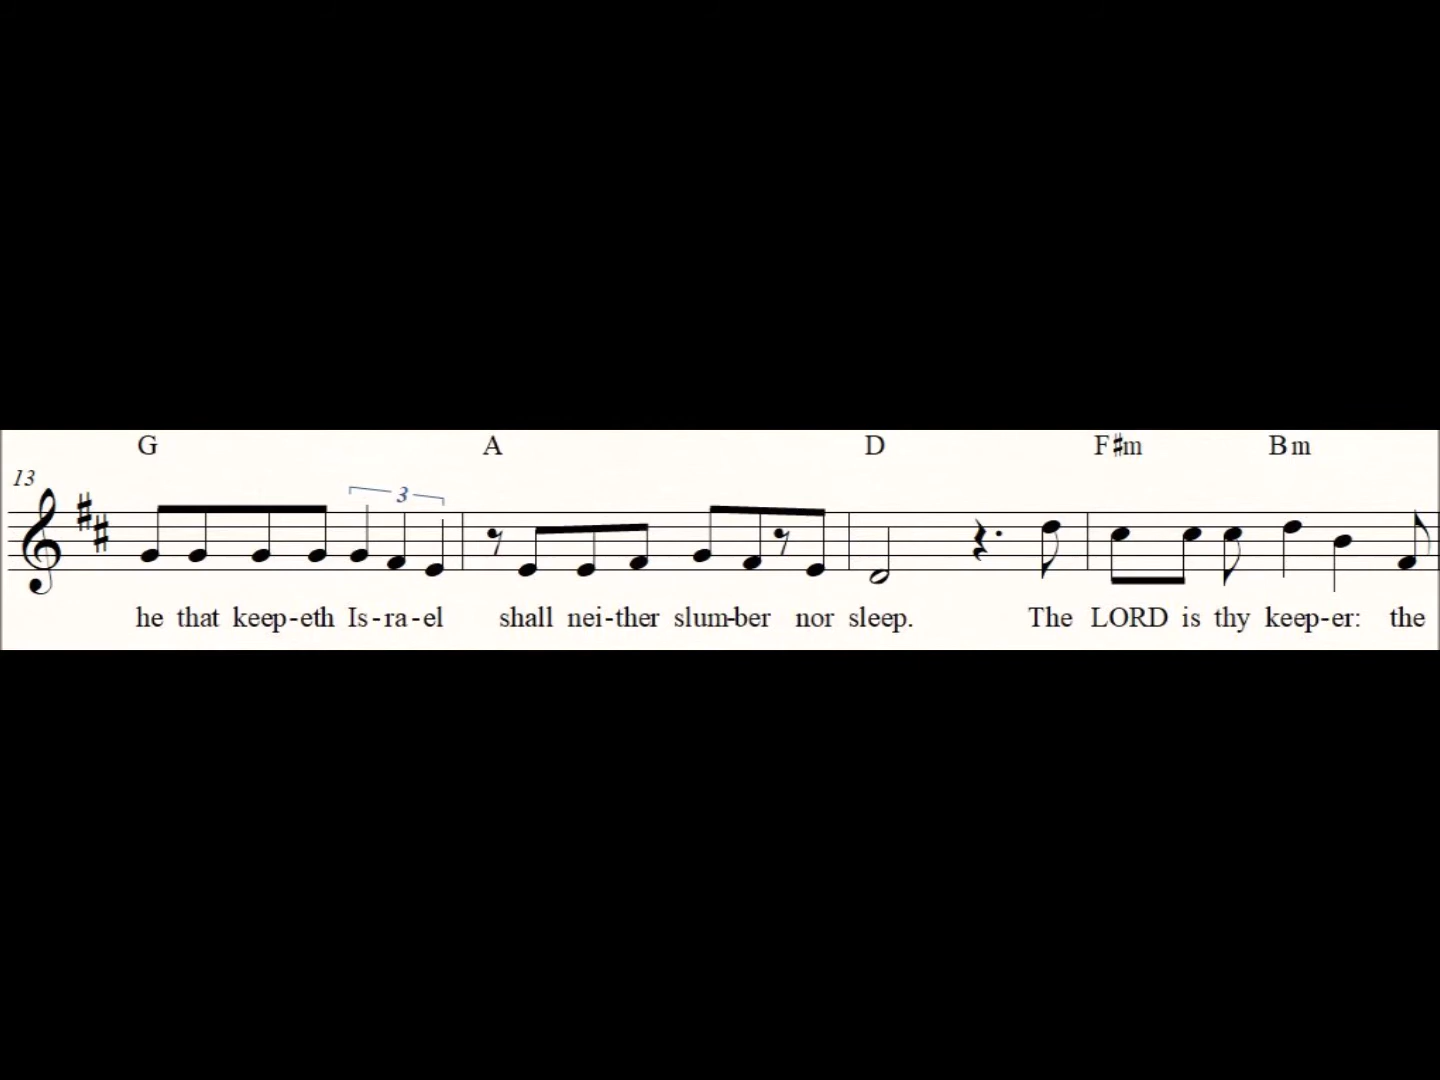 G A D F♯m Bm
13
3
he that keep-eth Is-ra-el shall nei-ther slum-ber nor sleep. The LORD is thy keep-er: the